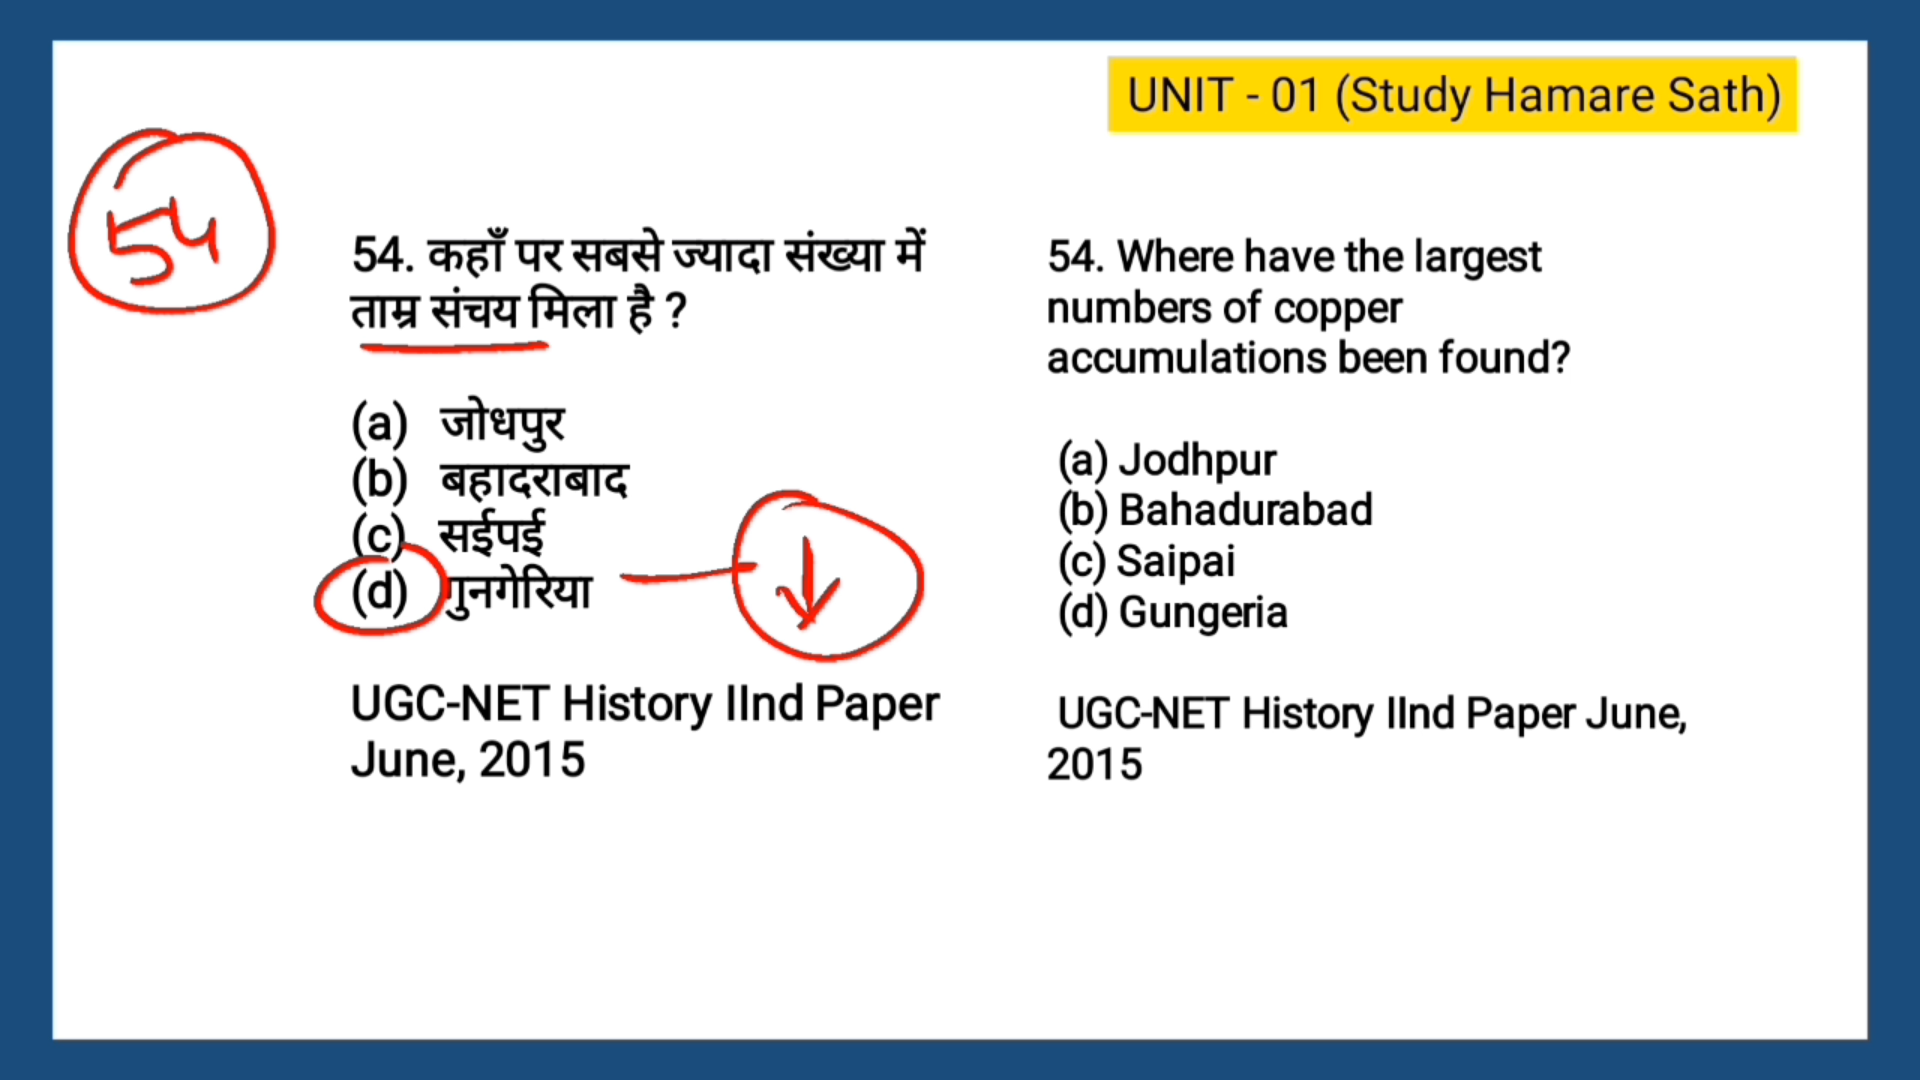 UNIT - 01 (Study Hamare Sath)
54
54. कहाँ पर सबसे ज्यादा संख्या में
ताम्र संचय मिला है ?
(a) जोधपुर
(b) बहादराबाद
(c) सईपई
(d) गुनगेरिया
UGC-NET History IInd Paper
June, 2015
54. Where have the largest
numbers of copper
accumulations been found?
(a) Jodhpur
(b) Bahadurabad
(c) Saipai
(d) Gungeria
UGC-NET History IInd Paper June,
2015